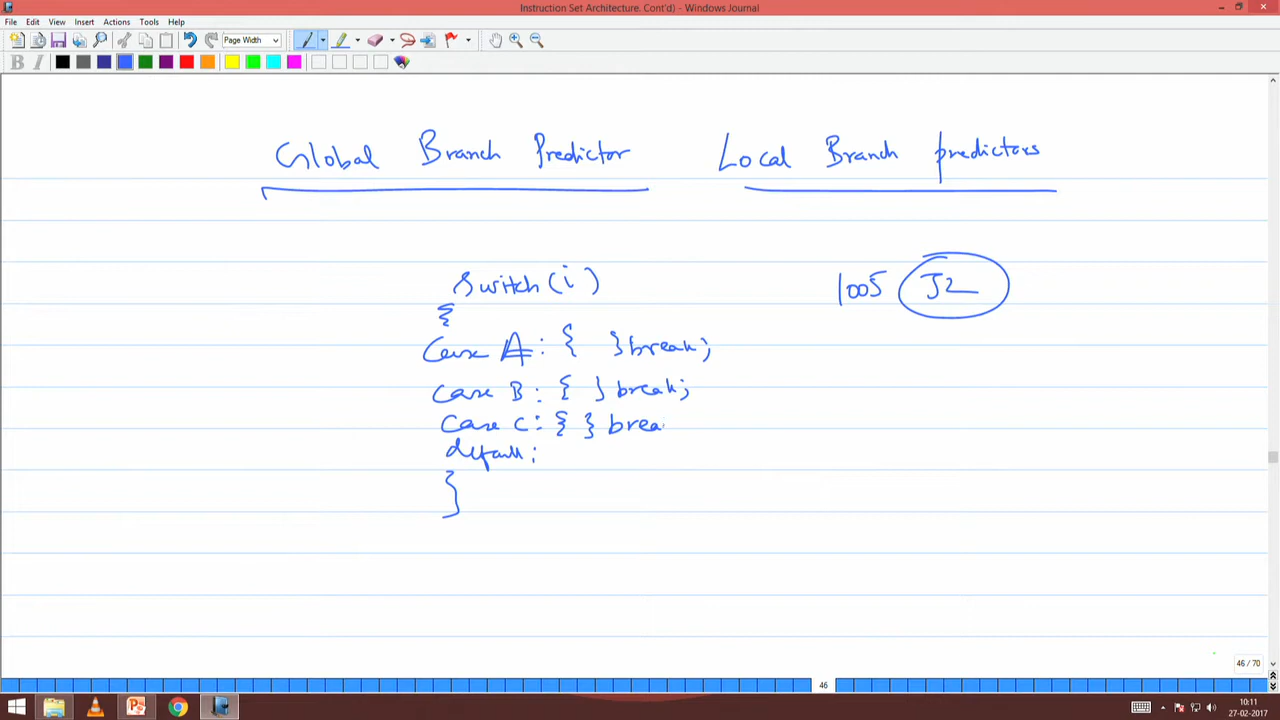 Instruction Set Architecture. Cont'd) - Windows Journal
File Edit View Insert Actions Tools Help
Page Width
B I
Global Branch Predictor
Local Branch predictors
Switch(i)
1005 J2
{
Case A: { } break;
Case B: { } break;
Case C: { } brea
default;
}
46 / 70
46
10:11
27-02-2017